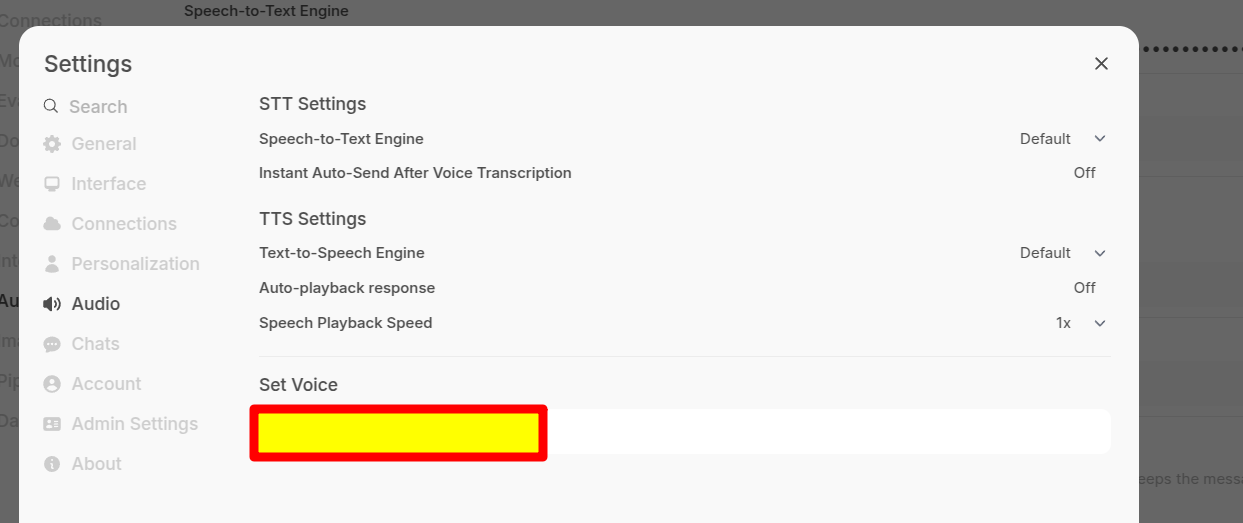 Connections
Speech-to-Text Engine
Settings
Search
General
Interface
Connections
Personalization
Audio
Chats
Account
Admin Settings
About
STT Settings
Speech-to-Text Engine Default
Instant Auto-Send After Voice Transcription Off
TTS Settings
Text-to-Speech Engine Default
Auto-playback response Off
Speech Playback Speed 1x
Set Voice
eeps the messa